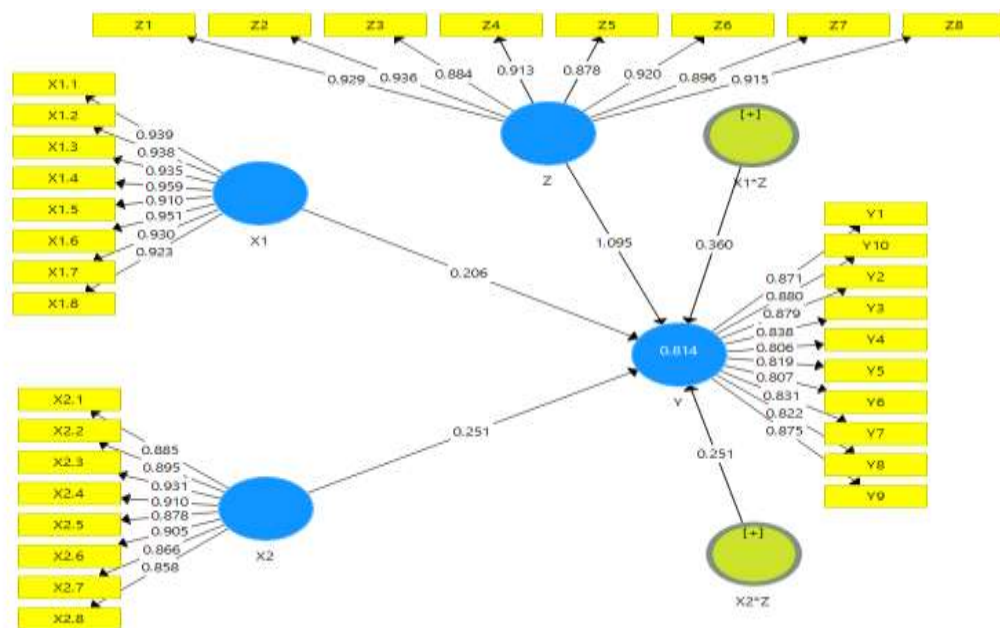 Z1
Z2
Z3
Z4
Z5
Z6
Z7
Z8
0.929
0.936
0.884
0.913
0.878
0.920
0.896
0.915
X1.1
X1.2
X1.3
X1.4
X1.5
X1.6
X1.7
X1.8
0.939
0.938
0.935
0.959
0.910
0.951
0.930
0.923
X1
Z
[+]
X1*Z
0.206
1.095
0.360
Y1
Y10
Y2
Y3
Y4
Y5
Y6
Y7
Y8
Y9
0.871
0.880
0.879
0.838
0.806
0.819
0.807
0.831
0.822
0.875
0.814
Y
X2.1
X2.2
X2.3
X2.4
X2.5
X2.6
X2.7
X2.8
0.885
0.895
0.931
0.910
0.878
0.905
0.866
0.858
X2
0.251
0.251
[+]
X2*Z